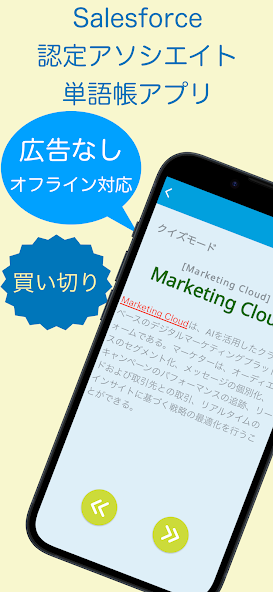 Salesforce
認定アソシエイト
単語帳アプリ
広告なし
オフライン対応
買い切り
クイズモード
[Marketing Cloud]
Marketing Clou
Marketing Cloudは、AIを活用したクラ
ベースのデジタルマーケティングプラット
ォームである。マーケターは、オーディエ
スのセグメント化、メッセージの個別化、
キャンペーンのパフォーマンスの追跡、リー
ドおよび取引先との取引、リアルタイムの
インサイトに基づく戦略の最適化を行うこ
とができる。